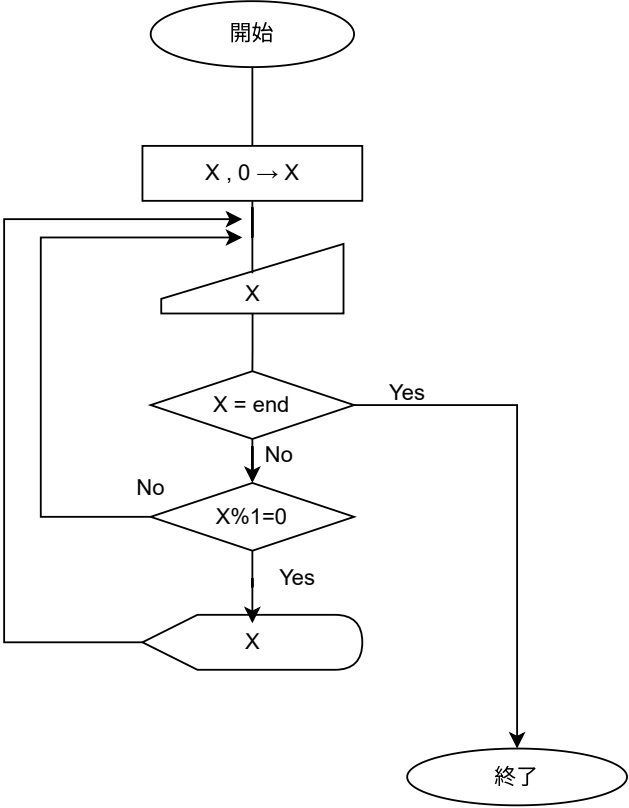 開始
X , 0 → X
X
X = end
Yes
No
No
X%1=0
Yes
X
終了